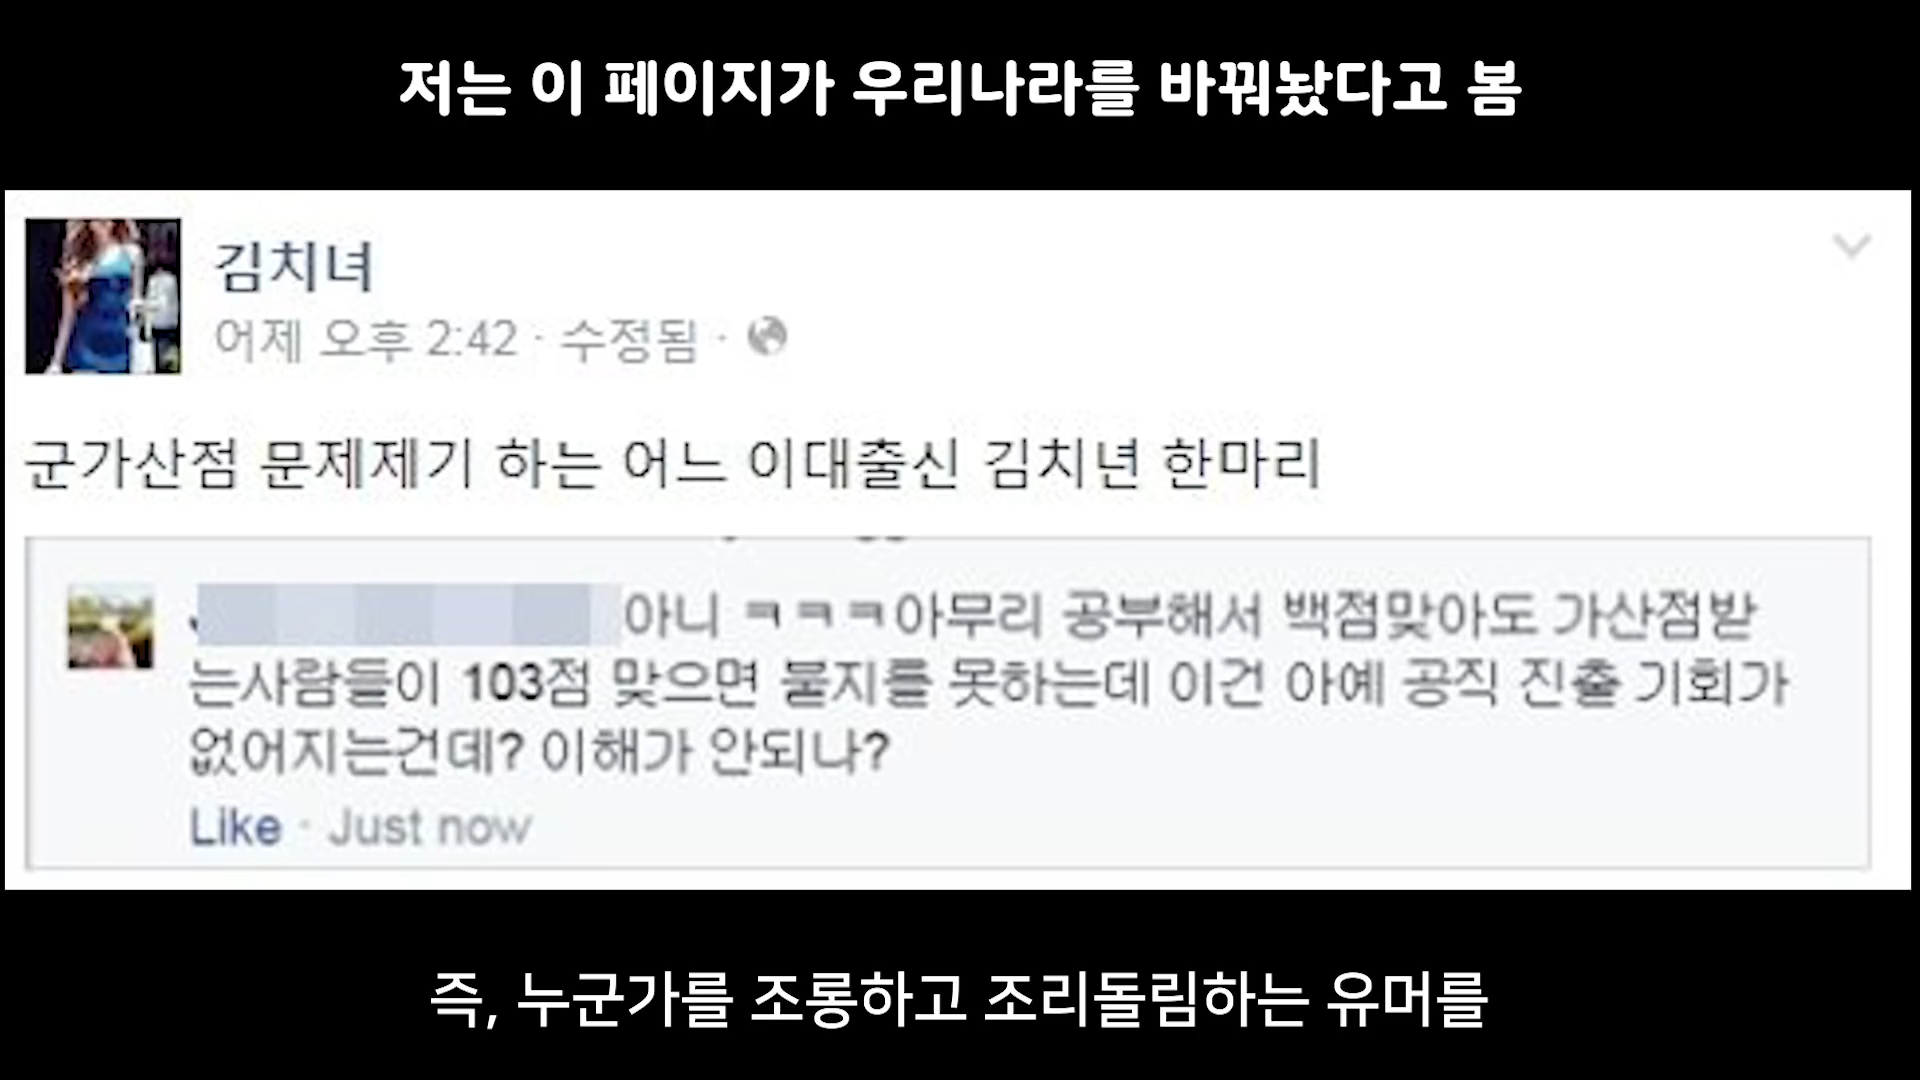 저는 이 페이지가 우리나라를 바꿔놨다고 봄
김치녀
어제 오후 2:42 · 수정됨 ·
군가산점 문제제기 하는 어느 이대출신 김치년 한마리
아니 ㅋㅋㅋ아무리 공부해서 백점맞아도 가산점받
는사람들이 103점 맞으면 붙지를 못하는데 이건 아예 공직 진출 기회가
없어지는건데? 이해가 안되나?
Like · Just now
즉, 누군가를 조롱하고 조리돌림하는 유머를